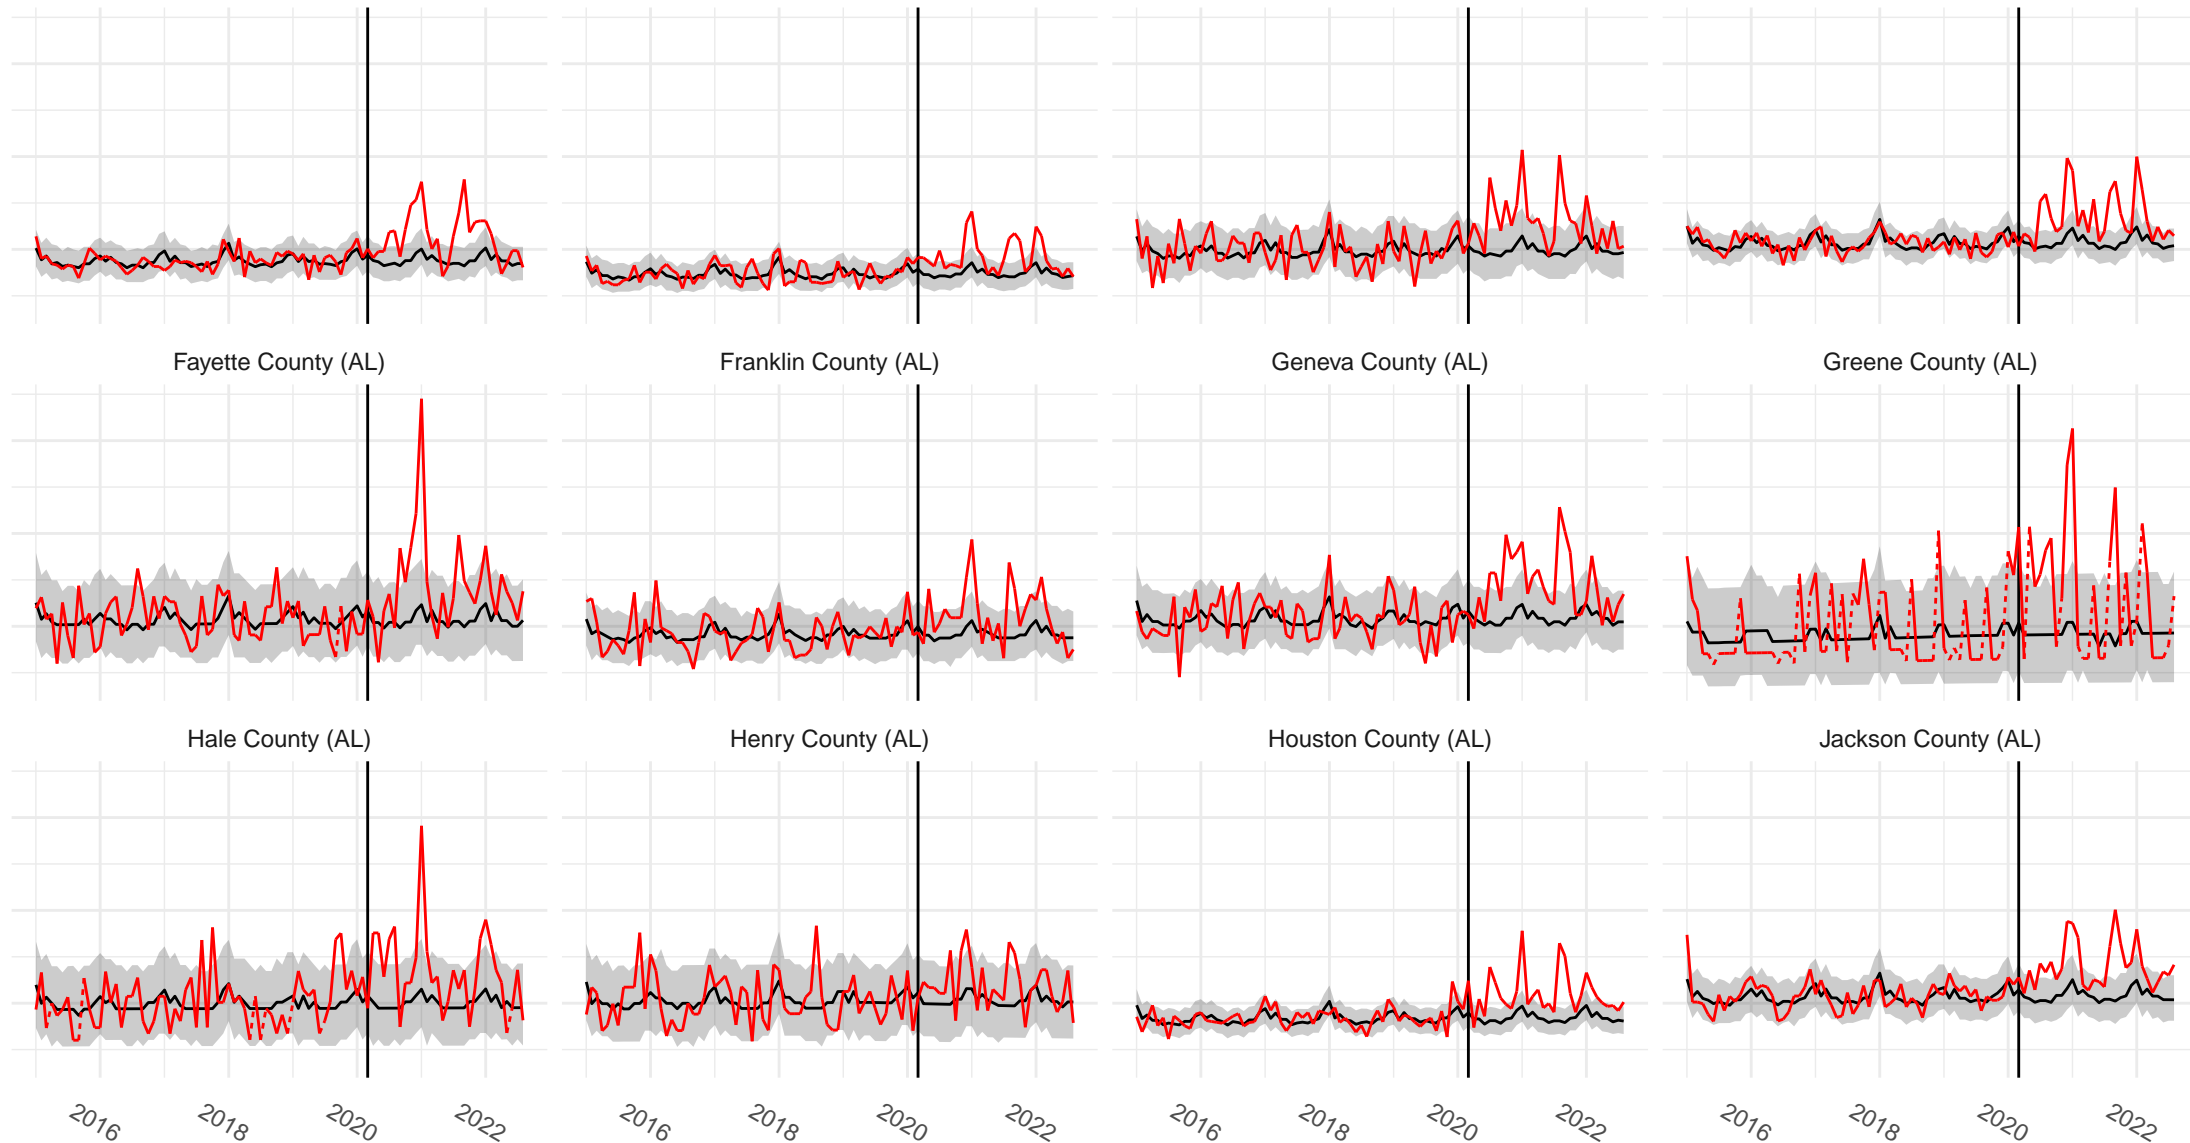 Fayette County (AL) Franklin County (AL) Geneva County (AL) Greene County (AL)
Hale County (AL) Henry County (AL) Houston County (AL) Jackson County (AL)
2016 2018 2020 2022 2016 2018 2020 2022 2016 2018 2020 2022 2016 2018 2020 2022